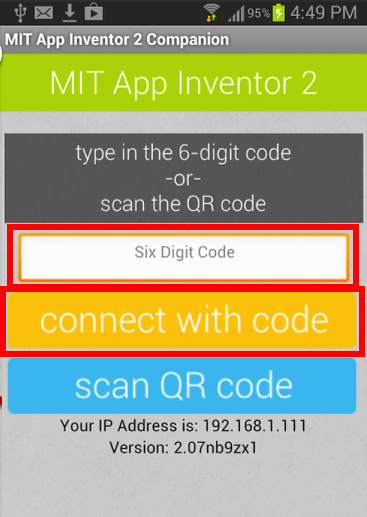 95% 4:49 PM
MIT App Inventor 2 Companion
MIT App Inventor 2
type in the 6-digit code
-or-
scan the QR code
Six Digit Code
connect with code
scan QR code
Your IP Address is: 192.168.1.111
Version: 2.07nb9zx1